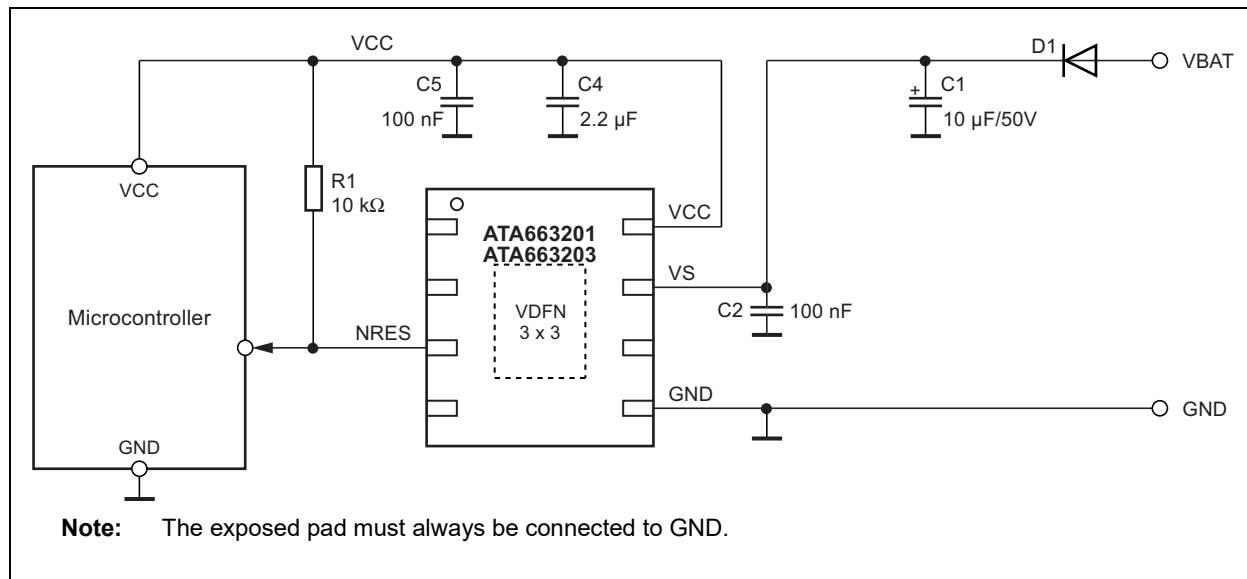 VCC
D1
VBAT
C5
100 nF
C4
2.2 µF
+
C1
10 µF/50V
VCC
R1
10 kΩ
ATA663201
ATA663203
VCC
VS
VDFN
3 x 3
C2
100 nF
Microcontroller
NRES
GND
GND
GND
Note: The exposed pad must always be connected to GND.